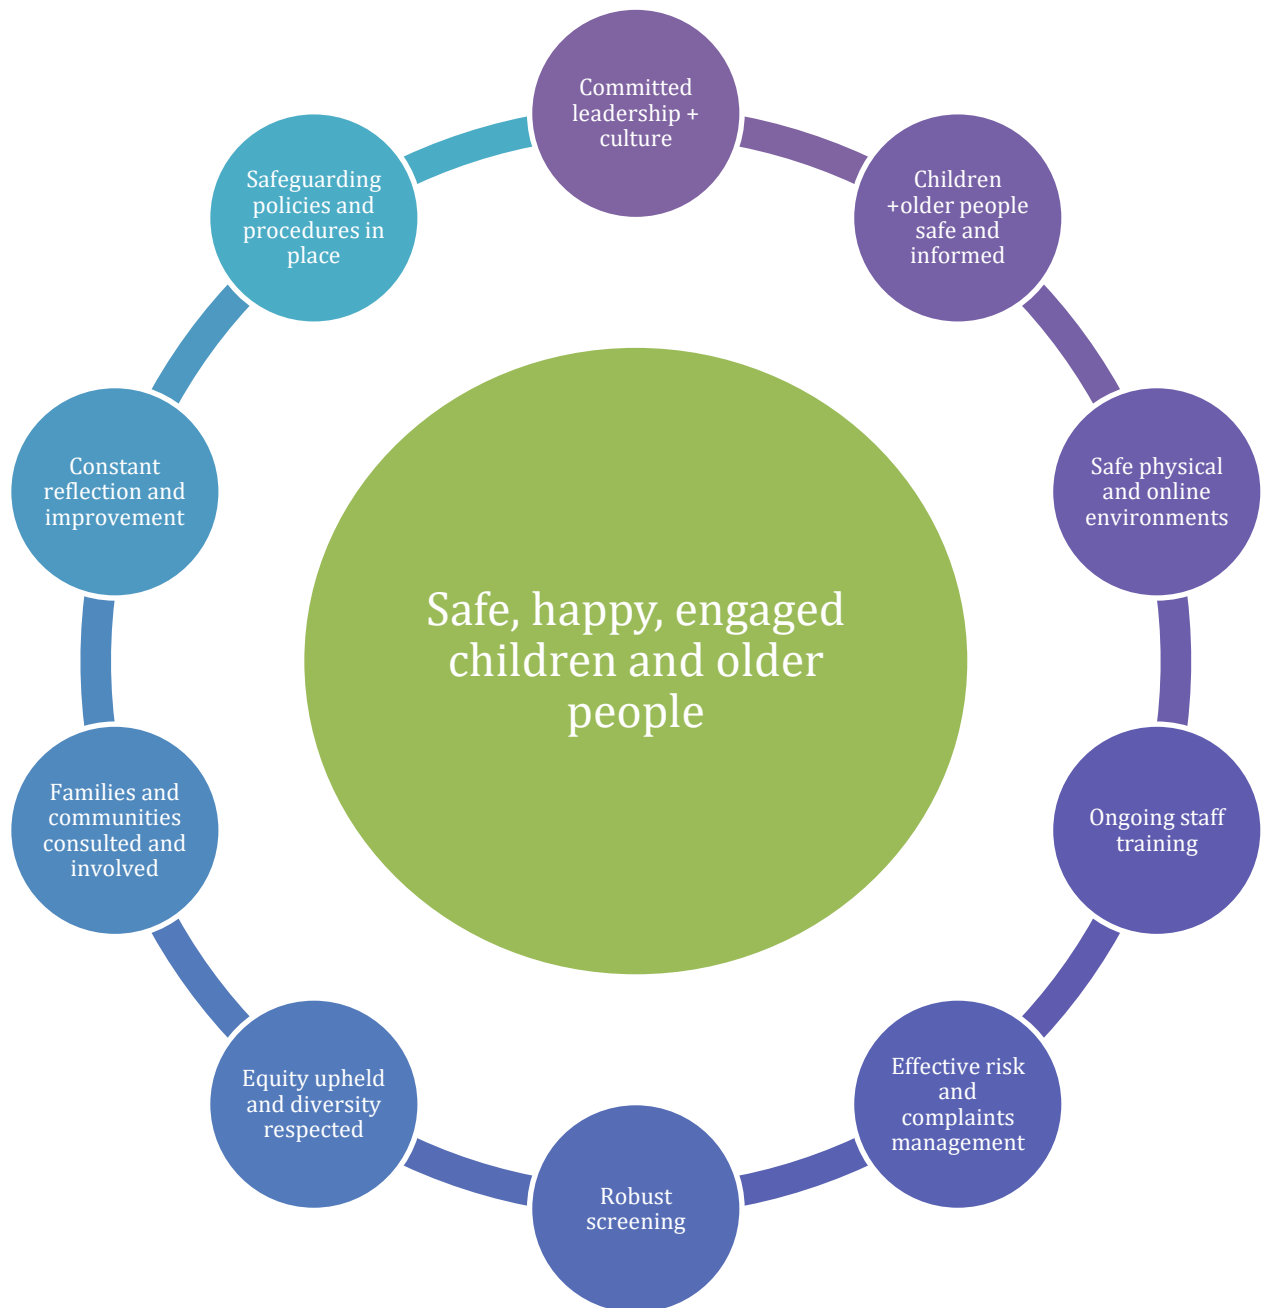 Committed
leadership +
culture
Children
+older people
safe and
informed
Safe physical
and online
environments
Ongoing staff
training
Effective risk
and
complaints
management
Robust
screening
Equity upheld
and diversity
respected
Families and
communities
consulted and
involved
Constant
reflection and
improvement
Safeguarding
policies and
procedures in
place
Safe, happy, engaged
children and older
people